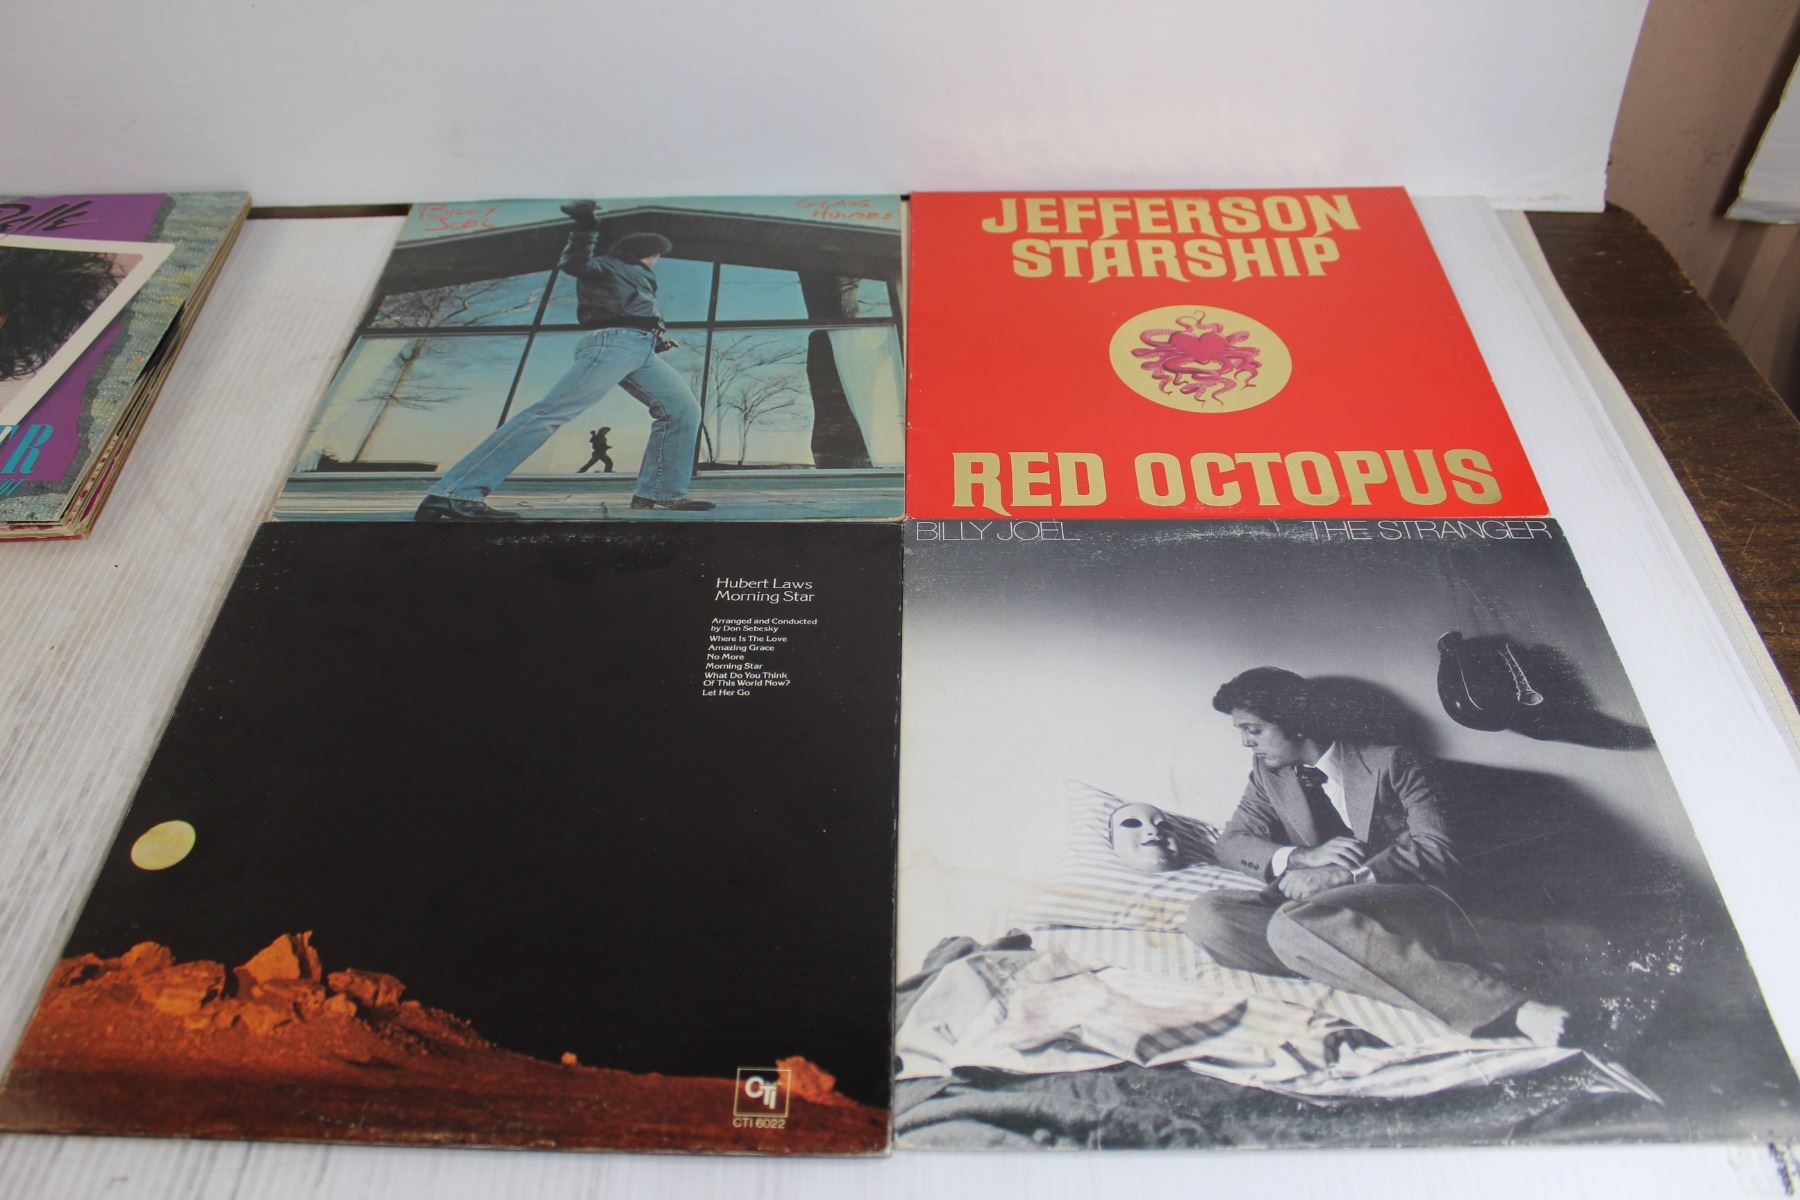 Belle
BILLY
JOEL
GLASS
HOUSES
JEFFERSON
STARSHIP
RED OCTOPUS
Hubert Laws
Morning Star
Arranged and Conducted
by Don Sebesky
Where Is The Love
Amazing Grace
No More
Morning Star
What Do You Think
Of This World Now?
Let Her Go
CTI
CTI 6022
BILLY JOEL
THE STRANGER